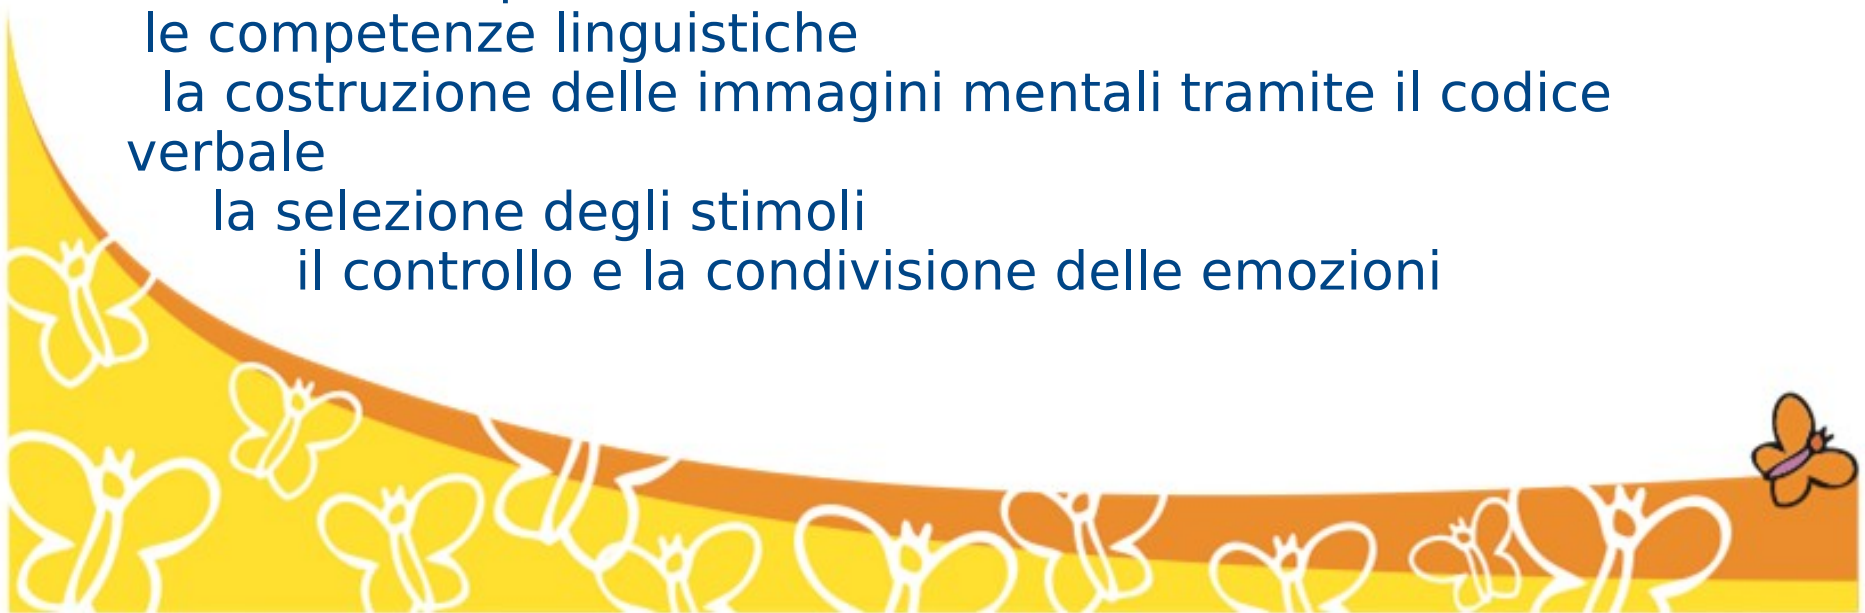 le competenze linguistiche
la costruzione delle immagini mentali tramite il codice
verbale
la selezione degli stimoli
il controllo e la condivisione delle emozioni